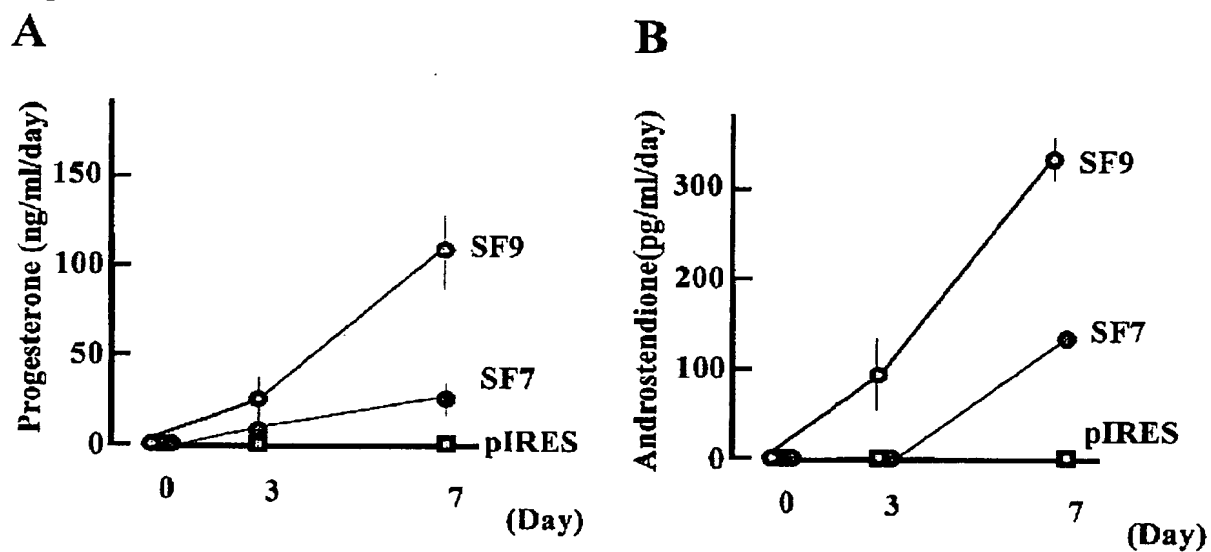 A
Progesterone (ng/ml/day)
150
100
50
0
SF9
SF7
pIRES
0
3
7
(Day)
B
Androstendione(pg/ml/day)
300
200
100
0
SF9
SF7
pIRES
0
3
7
(Day)